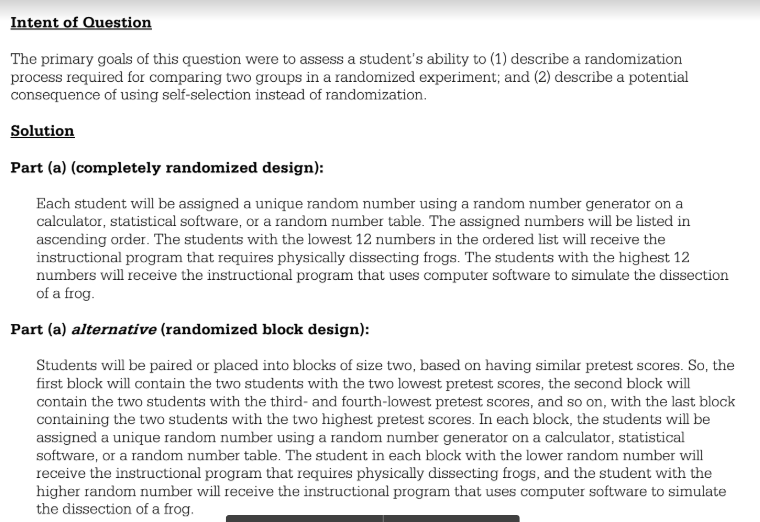 Intent of Question
The primary goals of this question were to assess a student's ability to (1) describe a randomization
process required for comparing two groups in a randomized experiment; and (2) describe a potential
consequence of using self-selection instead of randomization.
Solution
Part (a) (completely randomized design):
Each student will be assigned a unique random number using a random number generator on a
calculator, statistical software, or a random number table. The assigned numbers will be listed in
ascending order. The students with the lowest 12 numbers in the ordered list will receive the
instructional program that requires physically dissecting frogs. The students with the highest 12
numbers will receive the instructional program that uses computer software to simulate the dissection
of a frog.
Part (a) alternative (randomized block design):
Students will be paired or placed into blocks of size two, based on having similar pretest scores. So, the
first block will contain the two students with the two lowest pretest scores, the second block will
contain the two students with the third- and fourth-lowest pretest scores, and so on, with the last block
containing the two students with the two highest pretest scores. In each block, the students will be
assigned a unique random number using a random number generator on a calculator, statistical
software, or a random number table. The student in each block with the lower random number will
receive the instructional program that requires physically dissecting frogs, and the student with the
higher random number will receive the instructional program that uses computer software to simulate
the dissection of a frog.